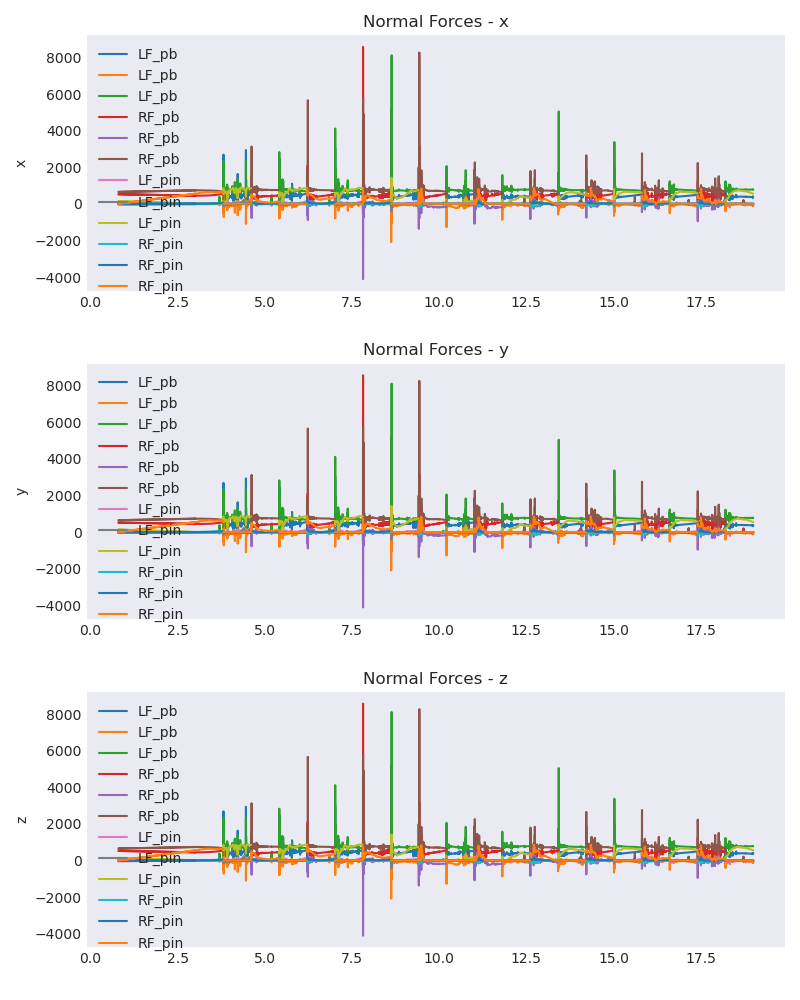 Normal Forces - x
x
8000
6000
4000
2000
0
−2000
−4000
LF_pb
LF_pb
LF_pb
RF_pb
RF_pb
RF_pb
LF_pin
LF_pin
LF_pin
RF_pin
RF_pin
RF_pin
0.0 2.5 5.0 7.5 10.0 12.5 15.0 17.5
Normal Forces - y
y
8000
6000
4000
2000
0
−2000
−4000
LF_pb
LF_pb
LF_pb
RF_pb
RF_pb
RF_pb
LF_pin
LF_pin
LF_pin
RF_pin
RF_pin
RF_pin
0.0 2.5 5.0 7.5 10.0 12.5 15.0 17.5
Normal Forces - z
z
8000
6000
4000
2000
0
−2000
−4000
LF_pb
LF_pb
LF_pb
RF_pb
RF_pb
RF_pb
LF_pin
LF_pin
LF_pin
RF_pin
RF_pin
RF_pin
0.0 2.5 5.0 7.5 10.0 12.5 15.0 17.5